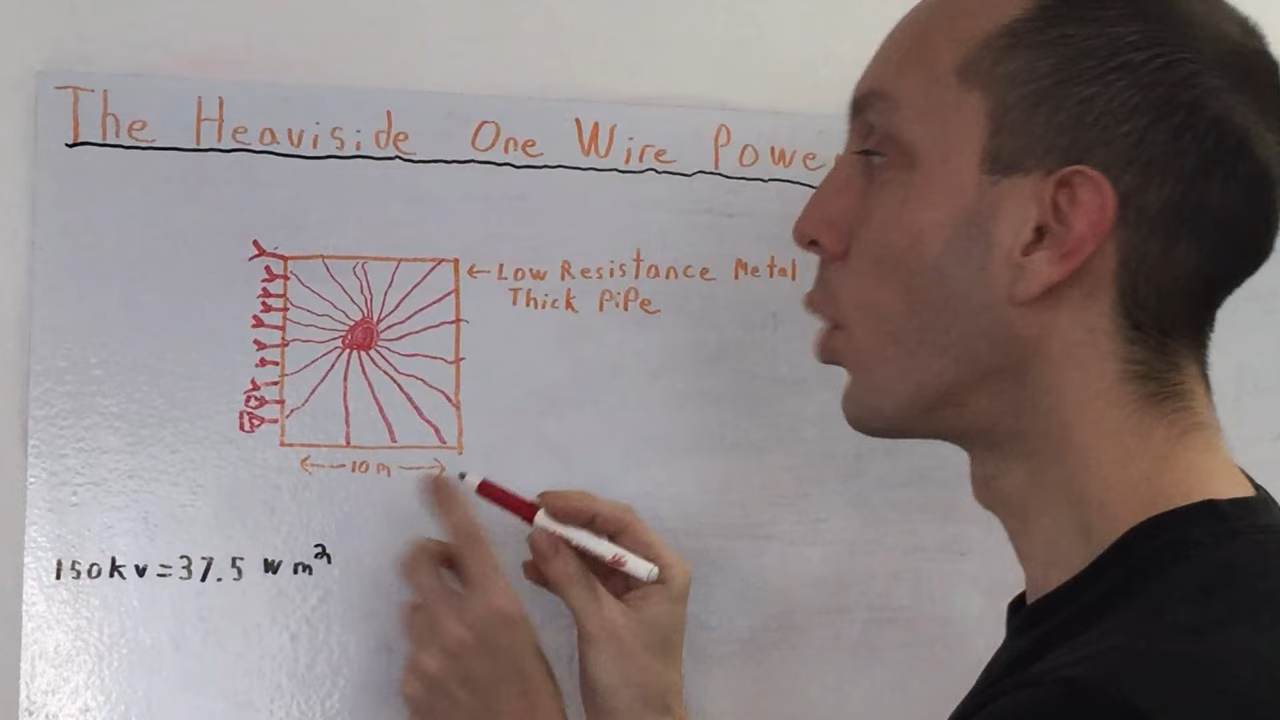 The Heaviside One Wire Powe
←Low Resistance Metal
Thick PiPe
←10 m→
150kv=37.5 w m²